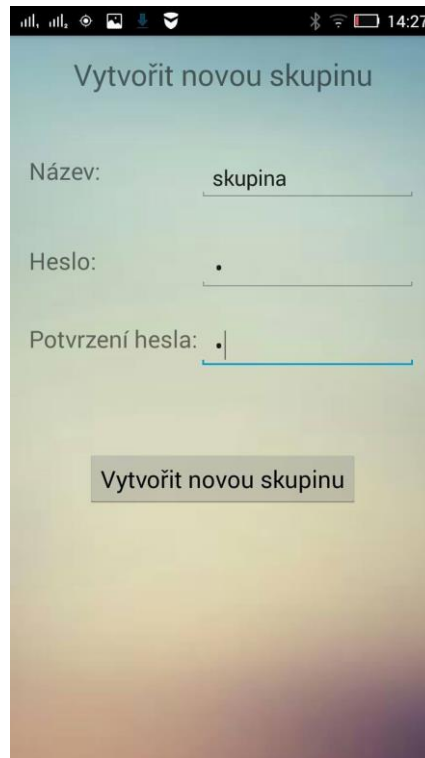 14:27
Vytvořit novou skupinu
Název: skupina
Heslo: •
Potvrzení hesla: •
Vytvořit novou skupinu